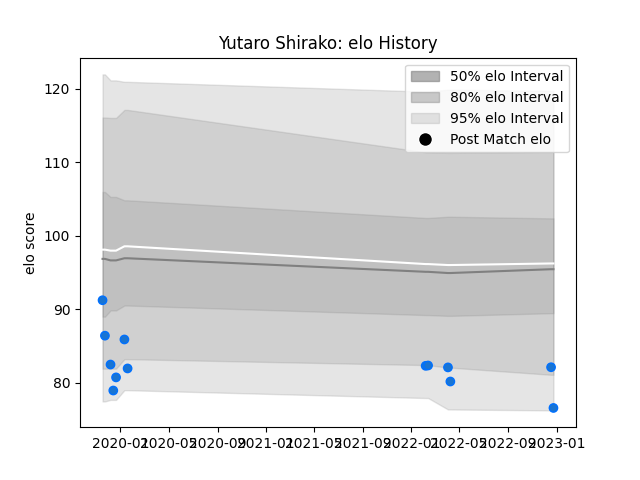 Yutaro Shirako: elo History
50% elo Interval
80% elo Interval
95% elo Interval
Post Match elo
elo score
120
110
100
90
80
2020-01 2020-05 2020-09 2021-01 2021-05 2021-09 2022-01 2022-05 2022-09 2023-01